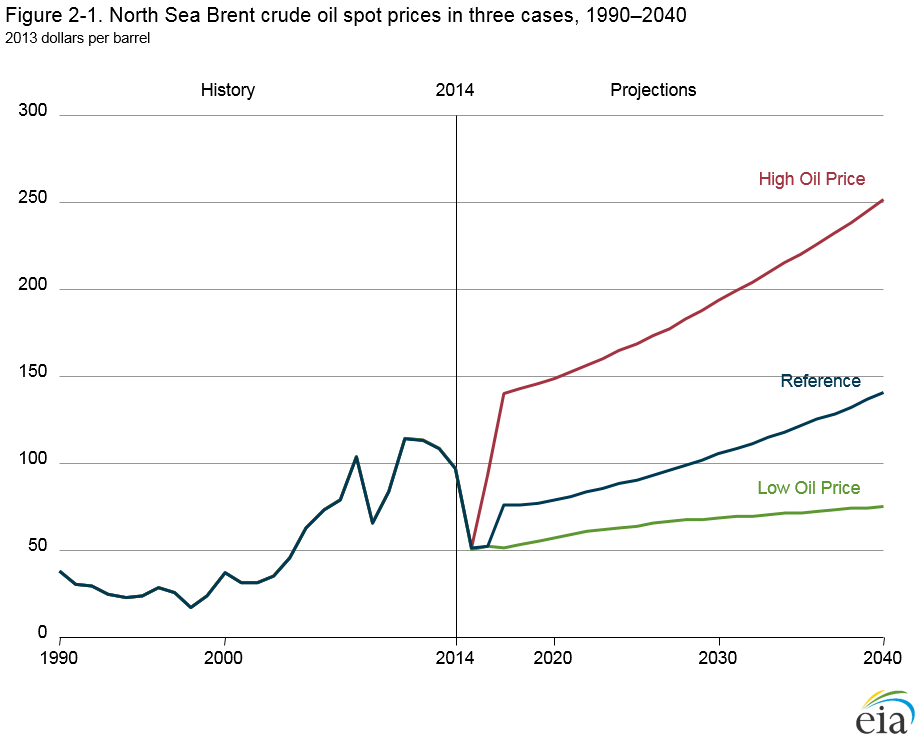 Figure 2-1. North Sea Brent crude oil spot prices in three cases, 1990–2040
2013 dollars per barrel
History 2014 Projections
300
High Oil Price
250
200
150
Reference
100
Low Oil Price
50
0
1990 2000 2014 2020 2030 2040
eia